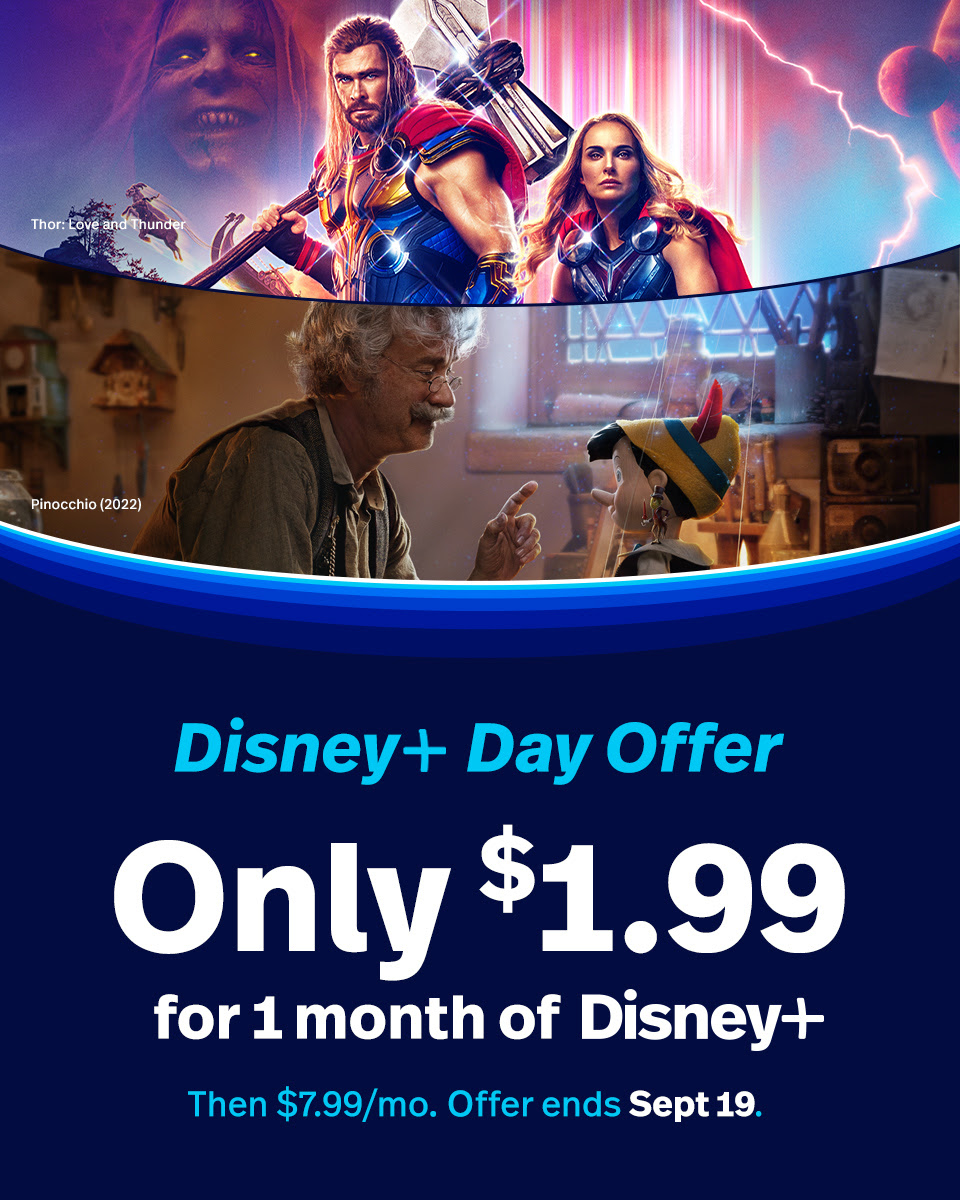 Thor: Love and Thunder
Pinocchio (2022)
Disney+ Day Offer
Only $1.99
for 1 month of Disney+
Then $7.99/mo. Offer ends Sept 19.